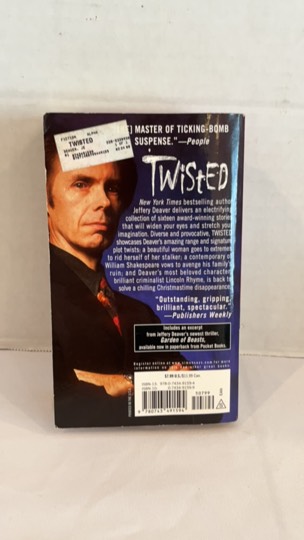 FICTION
TWISTED
DEAVER, JE
MASTER OF TICKING-BOMB
SUSPENSE."—People
TWISTED
New York Times bestselling author
Jeffery Deaver delivers an electrifying
collection of sixteen award-winning stories
that will widen your eyes and stretch your
imagination. Diverse and provocative, TWISTED
showcases Deaver's amazing range and signature
plot twists: a beautiful woman goes to extremes
to rid herself of her stalker; a contemporary of
William Shakespeare vows to avenge his family's
ruin; and Deaver's most beloved character,
brilliant criminalist Lincoln Rhyme, is back to
solve a chilling Christmastime disappearance.
"Outstanding, gripping,
brilliant, spectacular."
—Publishers Weekly
Includes an excerpt
from Jeffery Deaver's newest thriller,
Garden of Beasts,
available now in paperback from Pocket Books.